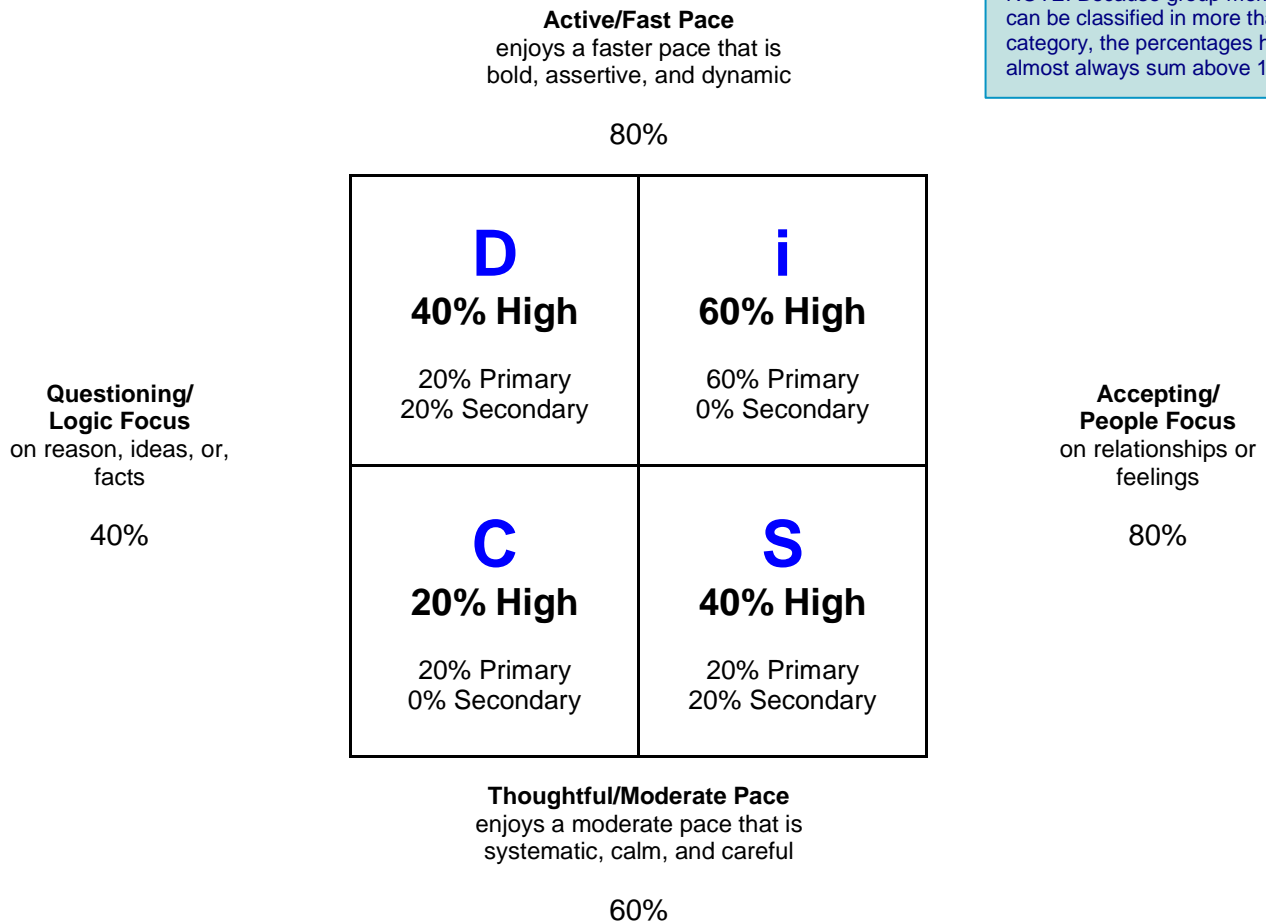 Active/Fast Pace
enjoys a faster pace that is
bold, assertive, and dynamic
80%
can be classified in more
category, the percentages
almost always sum above
D
40% High
20% Primary
20% Secondary
i
60% High
60% Primary
0% Secondary
Questioning/
Logic Focus
on reason, ideas, or,
facts
40%
Accepting/
People Focus
on relationships or
feelings
80%
C
20% High
20% Primary
0% Secondary
S
40% High
20% Primary
20% Secondary
Thoughtful/Moderate Pace
enjoys a moderate pace that is
systematic, calm, and careful
60%